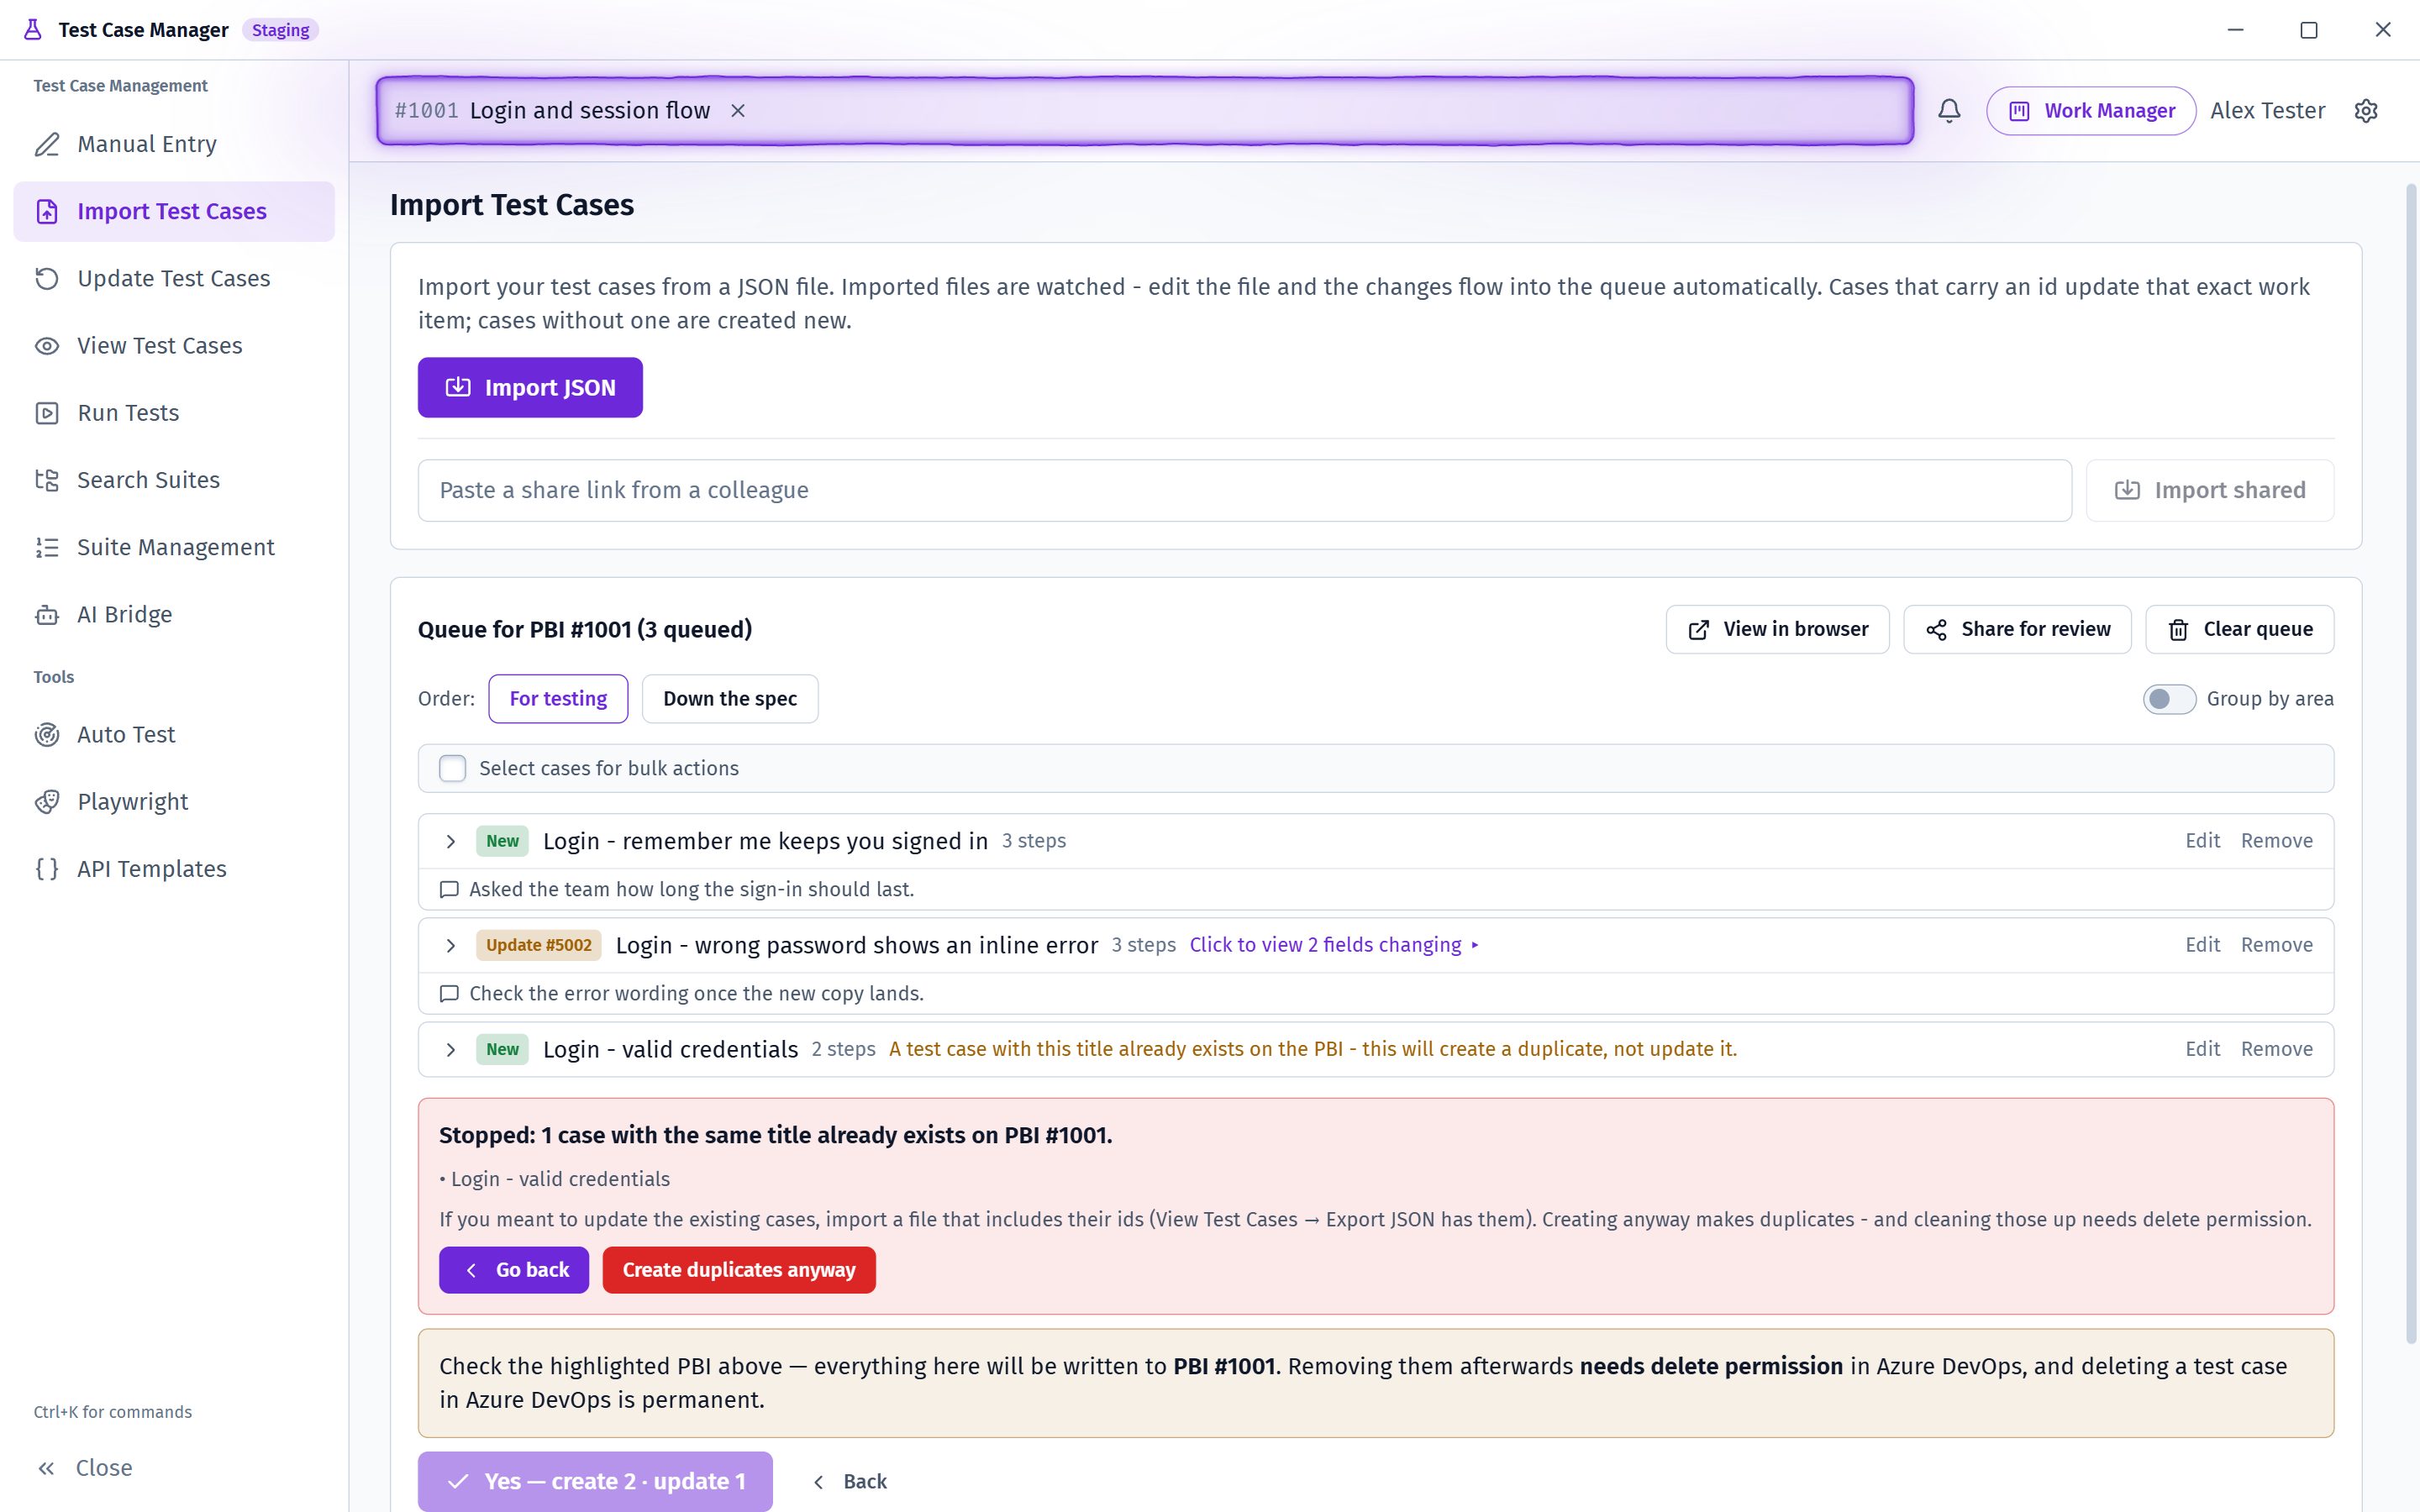 Test Case Manager Staging
Test Case Management
Manual Entry
Import Test Cases
Update Test Cases
View Test Cases
Run Tests
Search Suites
Suite Management
AI Bridge
Tools
Auto Test
Playwright
API Templates
Ctrl+K for commands
Close
#1001 Login and session flow
Work Manager
Alex Tester
Import Test Cases
Import your test cases from a JSON file. Imported files are watched - edit the file and the changes flow into the queue automatically. Cases that carry an id update that exact work
item; cases without one are created new.
Import JSON
Paste a share link from a colleague
Import shared
Queue for PBI #1001 (3 queued)
View in browser
Share for review
Clear queue
Order: For testing Down the spec
Group by area
Select cases for bulk actions
New Login - remember me keeps you signed in 3 steps Edit Remove
Asked the team how long the sign-in should last.
Update #5002 Login - wrong password shows an inline error 3 steps Click to view 2 fields changing ▸ Edit Remove
Check the error wording once the new copy lands.
New Login - valid credentials 2 steps A test case with this title already exists on the PBI - this will create a duplicate, not update it. Edit Remove
Stopped: 1 case with the same title already exists on PBI #1001.
• Login - valid credentials
If you meant to update the existing cases, import a file that includes their ids (View Test Cases → Export JSON has them). Creating anyway makes duplicates - and cleaning those up needs delete permission.
Go back
Create duplicates anyway
Check the highlighted PBI above — everything here will be written to PBI #1001. Removing them afterwards needs delete permission in Azure DevOps, and deleting a test case
in Azure DevOps is permanent.
Yes — create 2 · update 1
Back